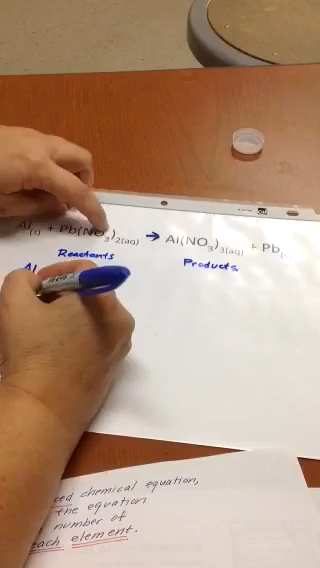 Al(s) + Pb(NO3)2(aq) → Al(NO3)3(aq) + Pb(
Reactants Products
Al
chemical equation,
the equation
number of
each element.